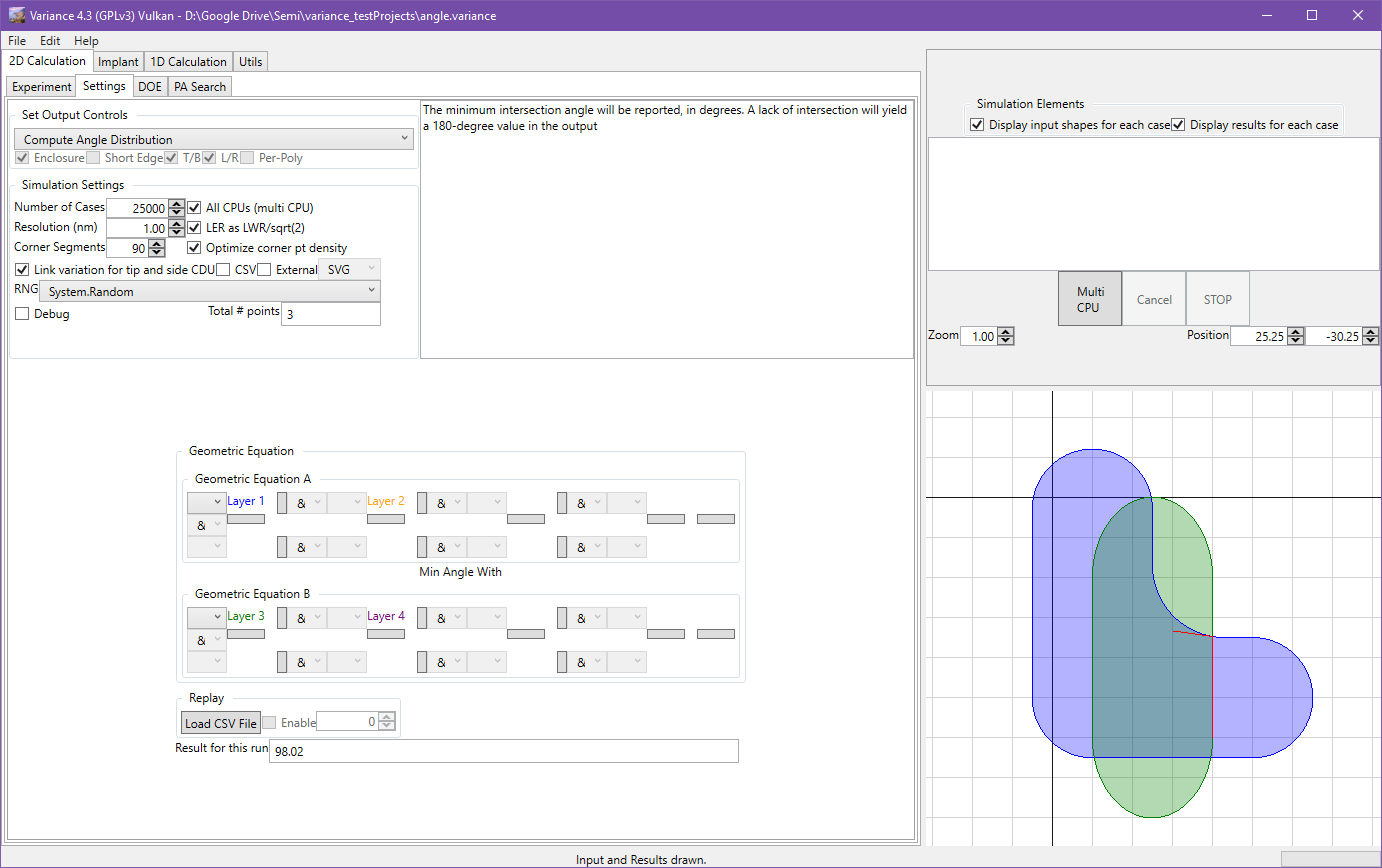 Variance 4.3 (GPLv3) Vulkan - D:\Google Drive\Semi\variance_testProjects\angle.variance
File Edit Help
2D Calculation Implant 1D Calculation Utils
Experiment Settings DOE PA Search
Set Output Controls
Compute Angle Distribution
Enclosure Short Edge T/B L/R Per-Poly
The minimum intersection angle will be reported, in degrees. A lack of intersection will yield
a 180-degree value in the output
Simulation Settings
Number of Cases 25000 All CPUs (multi CPU)
Resolution (nm) 1.00 LER as LWR/sqrt(2)
Corner Segments 90 Optimize corner pt density
Link variation for tip and side CDU CSV External SVG
RNG System.Random
Debug Total # points 3
Geometric Equation
Geometric Equation A
Layer 1 & Layer 2 & &
&
& & &
Min Angle With
Geometric Equation B
Layer 3 & Layer 4 & &
&
& & &
Replay
Load CSV File Enable 0
Result for this run 98.02
Simulation Elements
Display input shapes for each case Display results for each case
Multi
CPU
Cancel STOP
Zoom 1.00 Position 25.25 -30.25
Input and Results drawn.